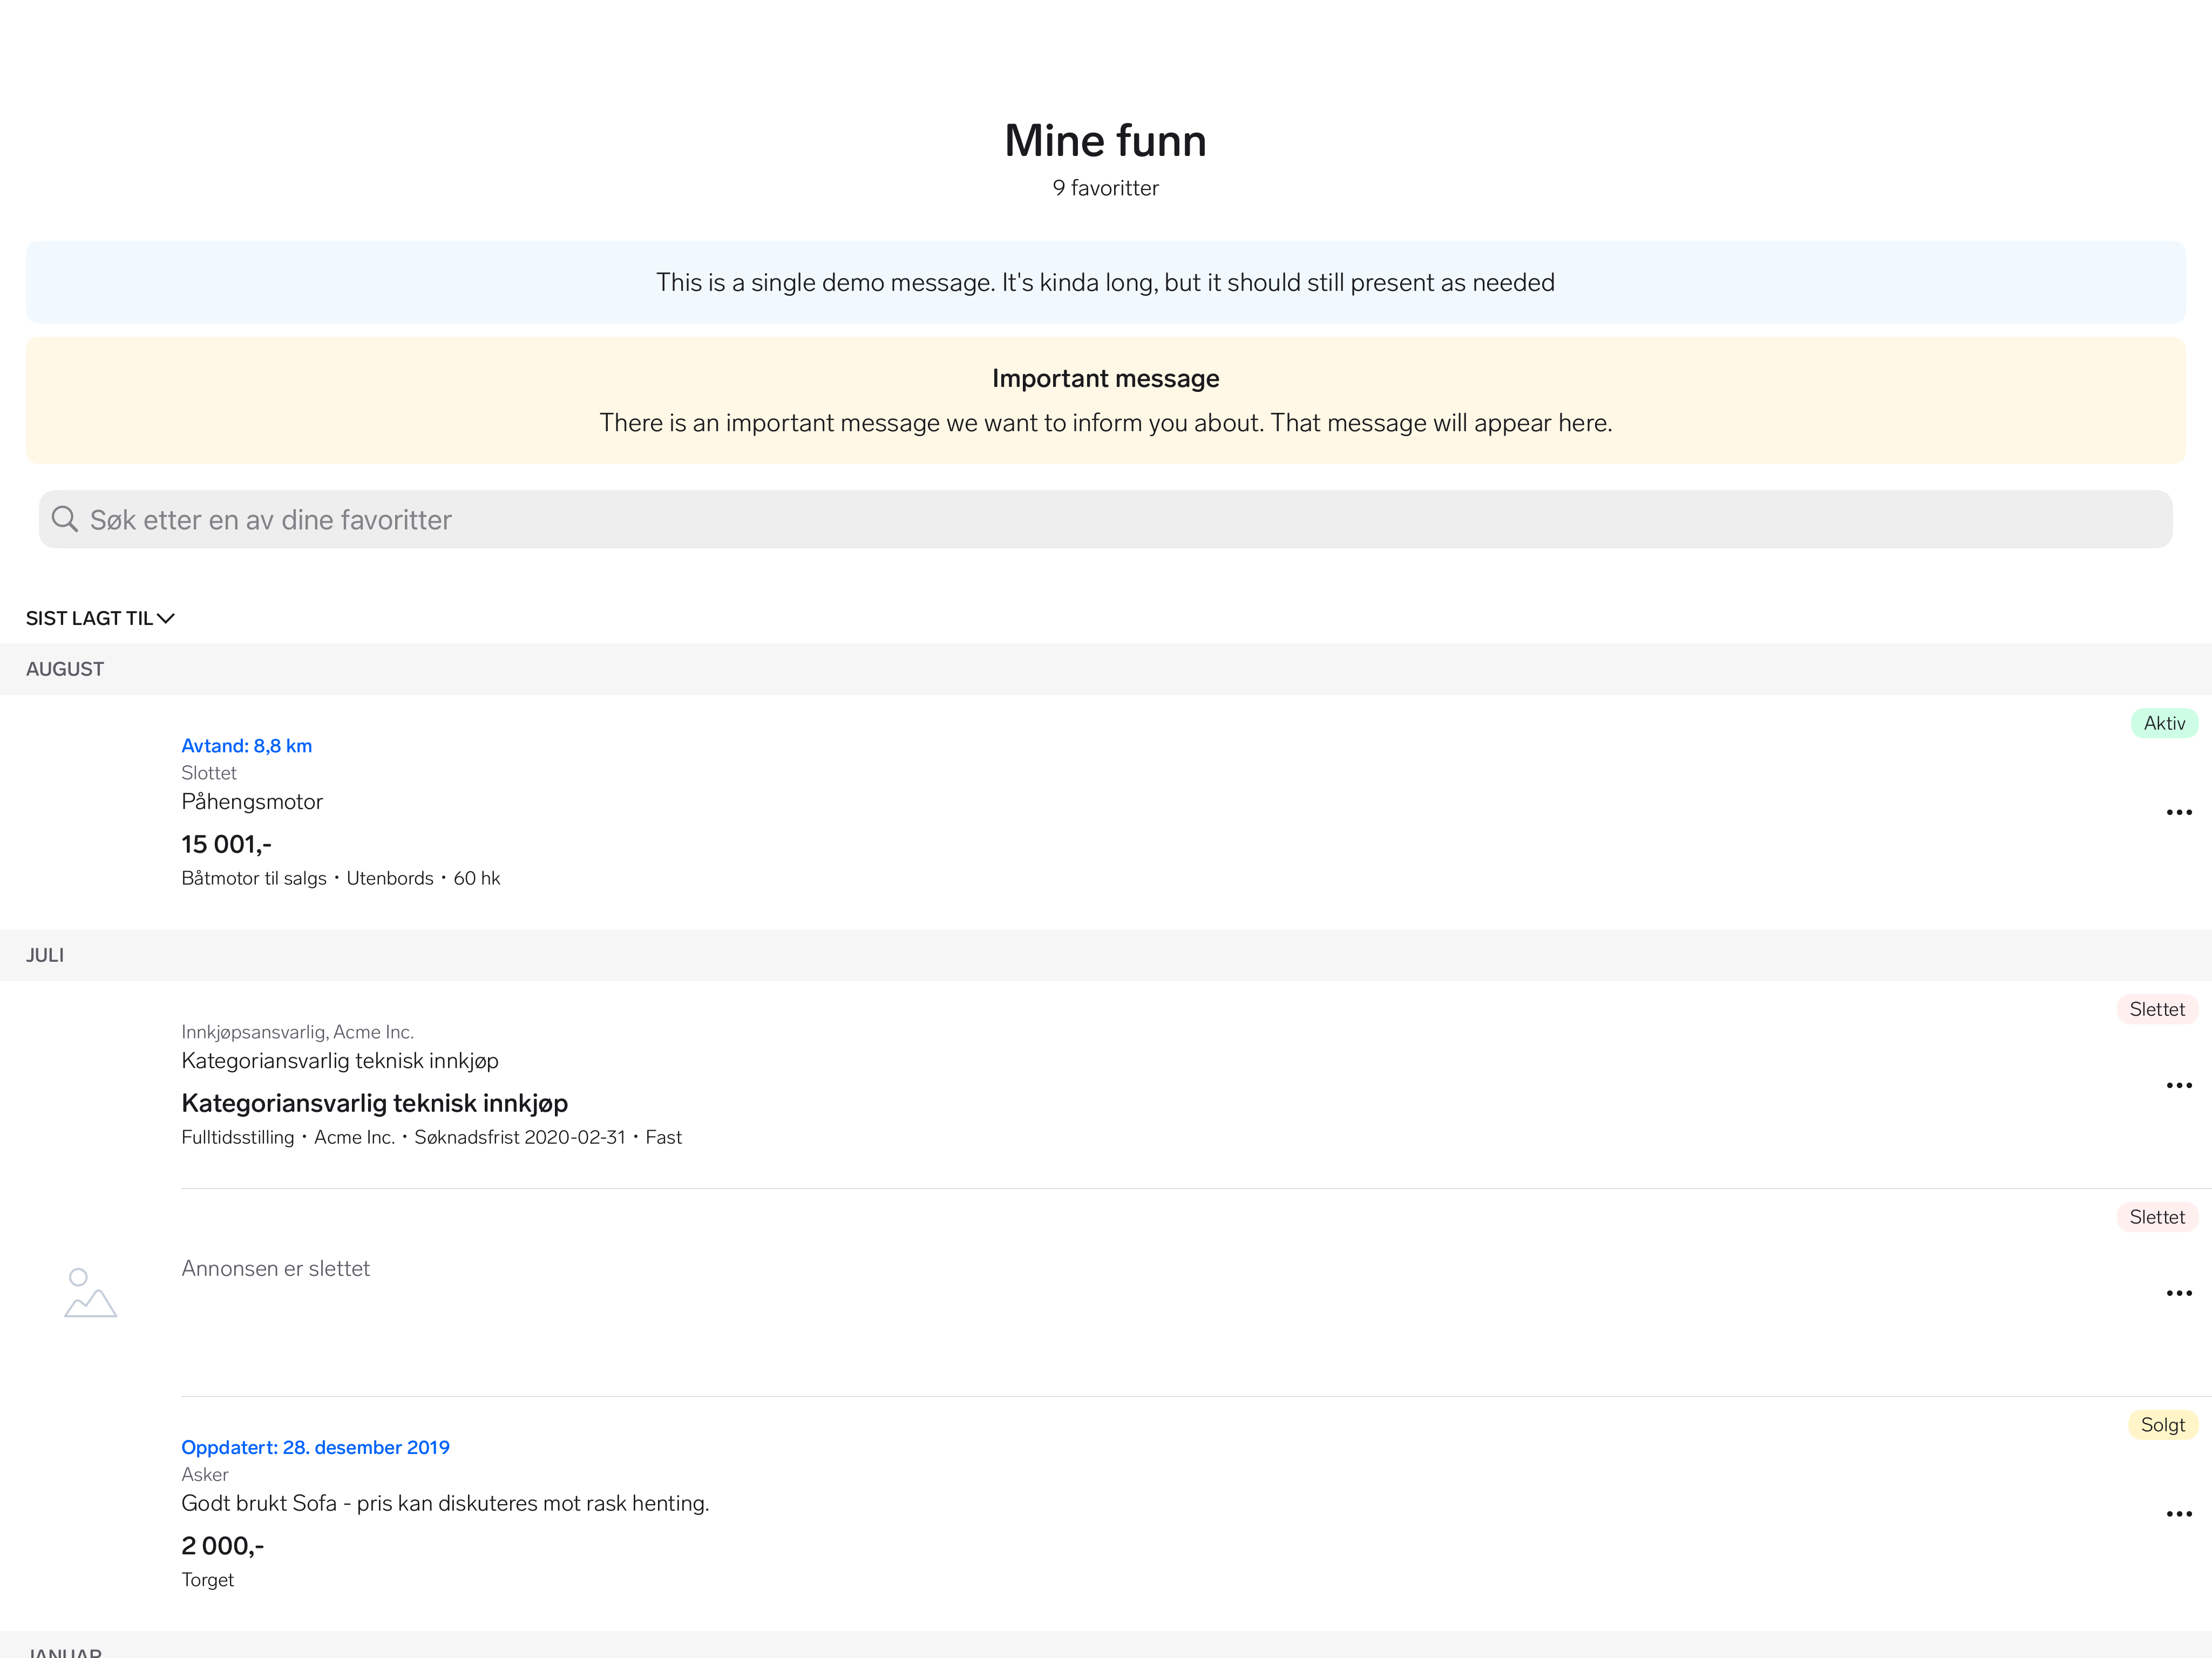 Mine funn
9 favoritter
This is a single demo message. It's kinda long, but it should still present as needed
Important message
There is an important message we want to inform you about. That message will appear here.
Søk etter en av dine favoritter
SIST LAGT TIL
AUGUST
Aktiv
Avtand: 8,8 km
Slottet
Påhengsmotor
15 001,-
Båtmotor til salgs • Utenbords • 60 hk
JULI
Slettet
Innkjøpsansvarlig, Acme Inc.
Kategoriansvarlig teknisk innkjøp
Kategoriansvarlig teknisk innkjøp
Fulltidsstilling • Acme Inc. • Søknadsfrist 2020-02-31 • Fast
Slettet
Annonsen er slettet
Solgt
Oppdatert: 28. desember 2019
Asker
Godt brukt Sofa - pris kan diskuteres mot rask henting.
2 000,-
Torget
JANUAR